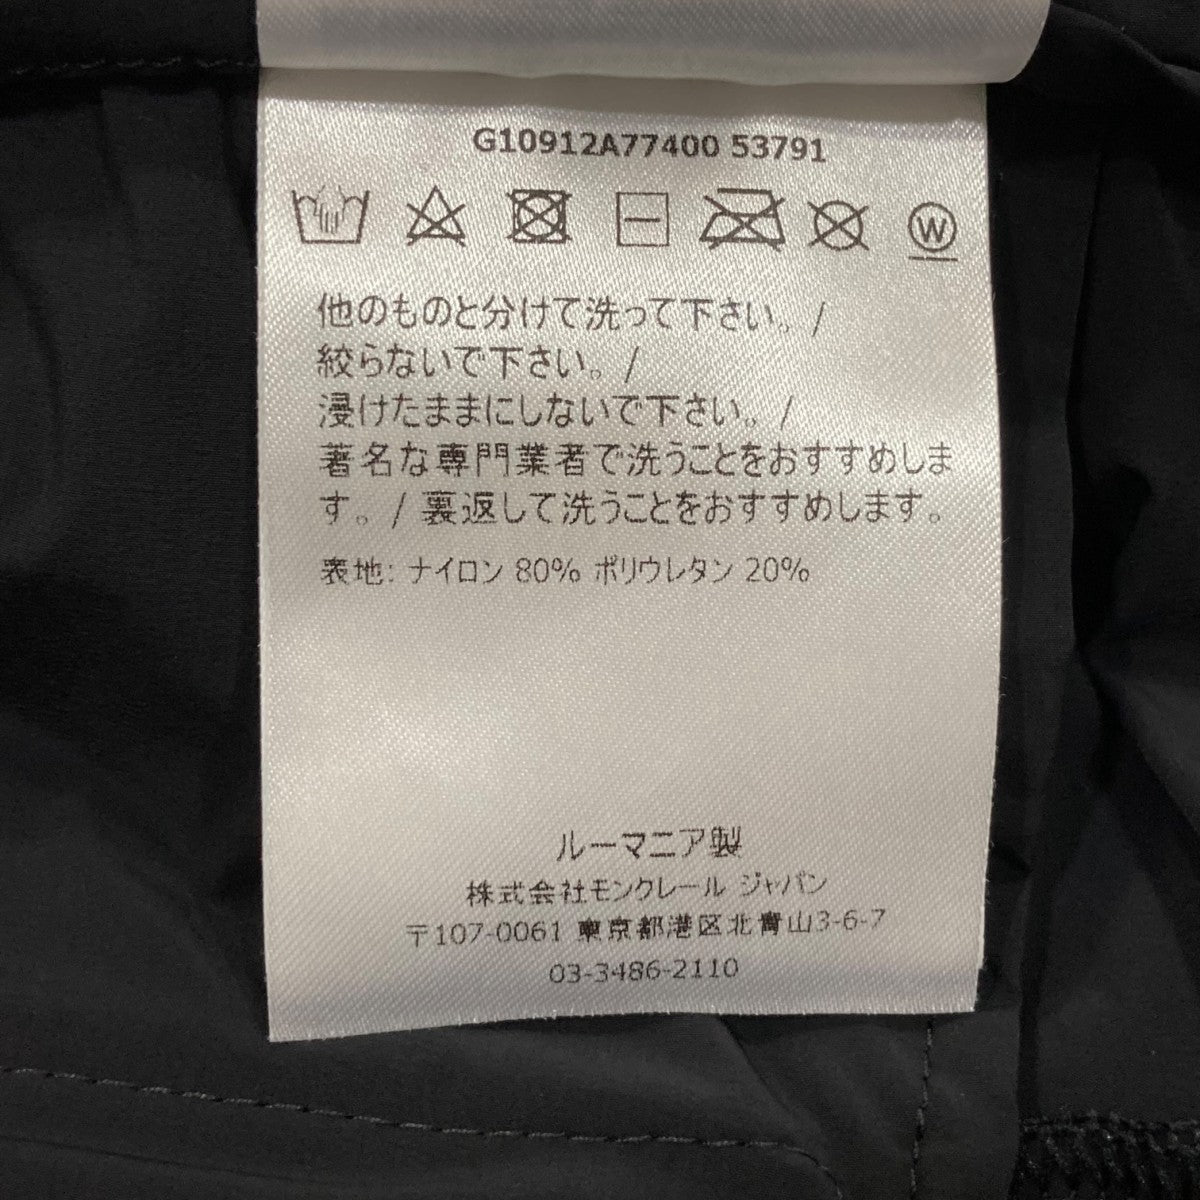 G10912A77400 53791
W
他のものと分けて洗って下さい。/
絞らないで下さい。/
浸けたままにしないで下さい。/
著名な専門業者で洗うことをおすすめしま
す。/ 裏返して洗うことをおすすめします。
表地: ナイロン 80% ポリウレタン 20%
ルーマニア製
株式会社モンクレール ジャパン
〒107-0061 東京都港区北青山3-6-7
03-3486-2110